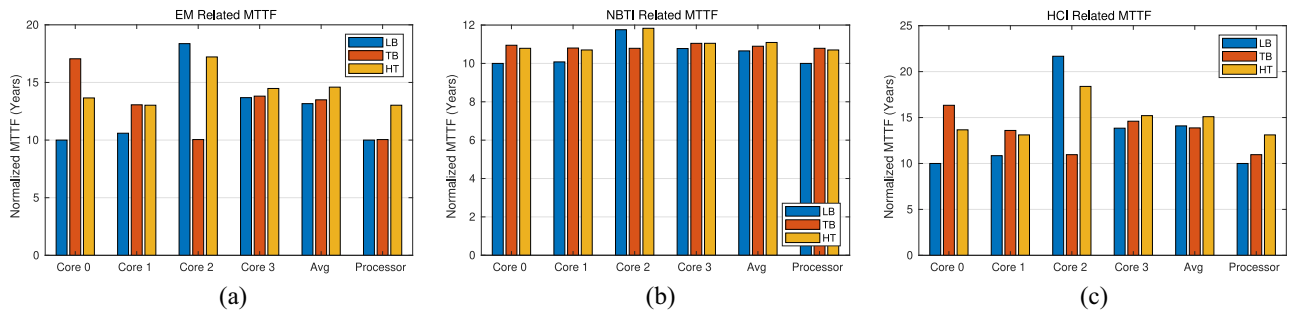 EM Related MTTF
Normalized MTTF (Years)
20
15
10
5
0
LB
TB
HT
Core 0 Core 1 Core 2 Core 3 Avg Processor
(a)
NBTI Related MTTF
Normalized MTTF (Years)
12
10
8
6
4
2
0
LB
TB
HT
Core 0 Core 1 Core 2 Core 3 Avg Processor
(b)
HCI Related MTTF
Normalized MTTF (Years)
25
20
15
10
5
0
LB
TB
HT
Core 0 Core 1 Core 2 Core 3 Avg Processor
(c)